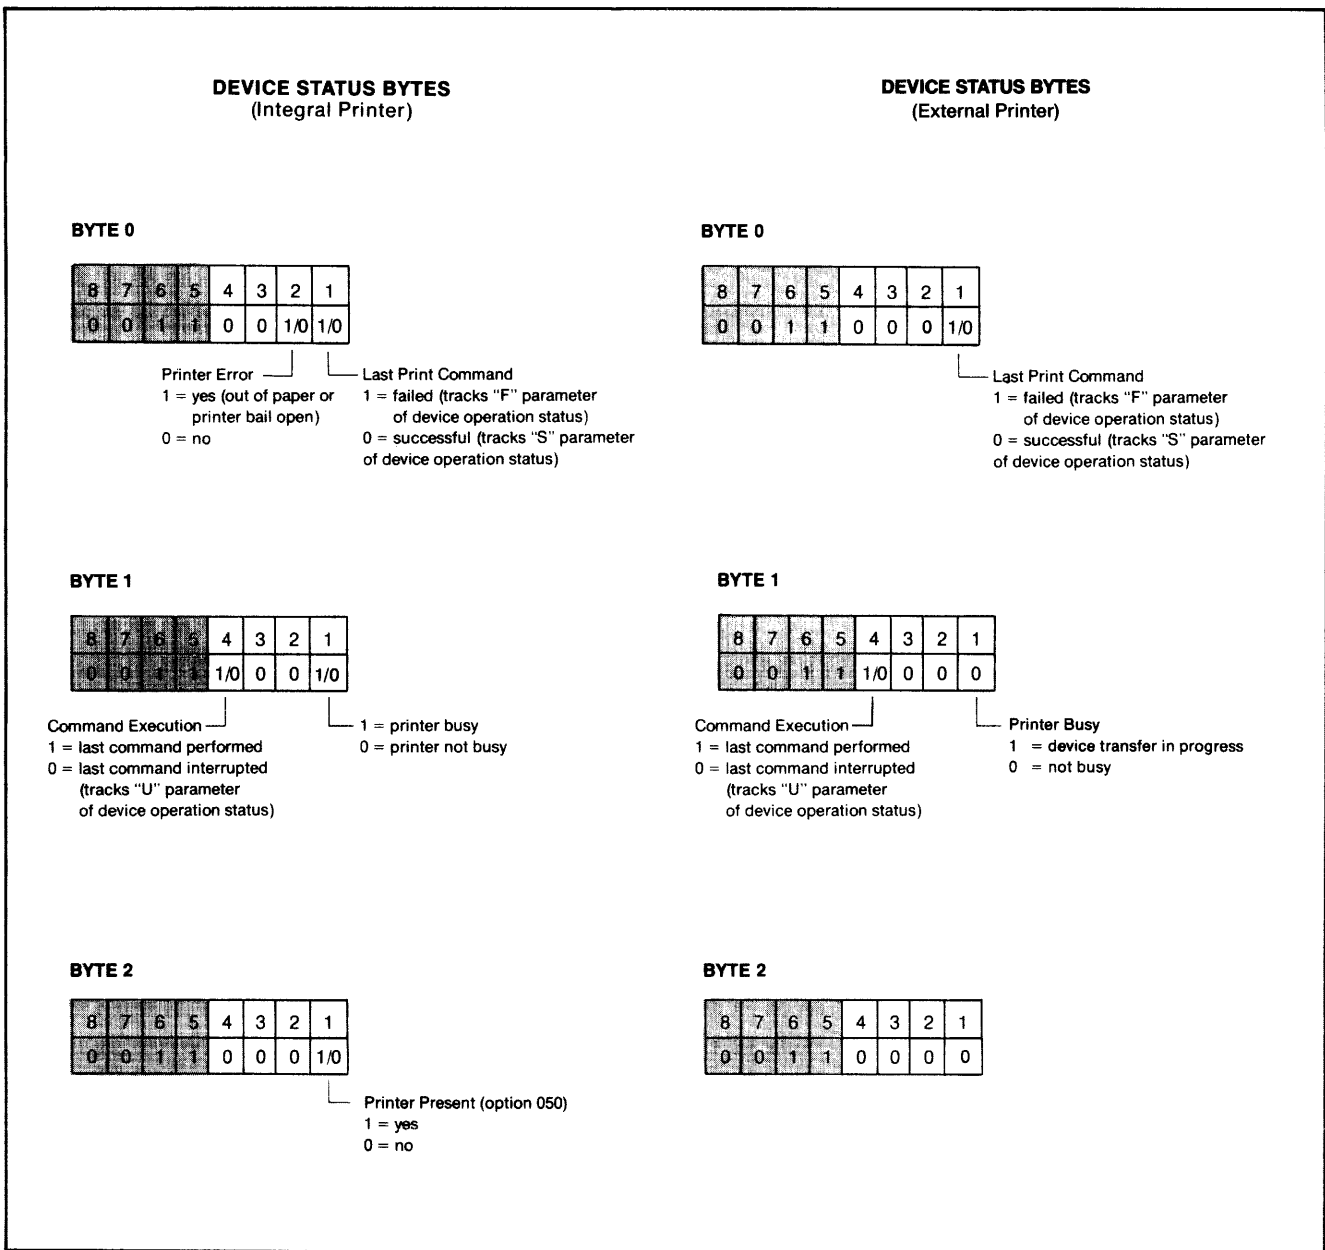 DEVICE STATUS BYTES
(Integral Printer)
BYTE 0
8 7 6 5 4 3 2 1
0 0 1 1 0 0 1/0 1/0
Printer Error
1 = yes (out of paper or
printer bail open)
0 = no
Last Print Command
1 = failed (tracks "F" parameter
of device operation status)
0 = successful (tracks "S" parameter
of device operation status)
BYTE 1
8 7 6 5 4 3 2 1
0 0 1 1 1/0 0 0 1/0
Command Execution
1 = last command performed
0 = last command interrupted
(tracks "U" parameter
of device operation status)
1 = printer busy
0 = printer not busy
BYTE 2
8 7 6 5 4 3 2 1
0 0 1 1 0 0 0 1/0
Printer Present (option 050)
1 = yes
0 = no
DEVICE STATUS BYTES
(External Printer)
BYTE 0
8 7 6 5 4 3 2 1
0 0 1 1 0 0 0 1/0
Last Print Command
1 = failed (tracks "F" parameter
of device operation status)
0 = successful (tracks "S" parameter
of device operation status)
BYTE 1
8 7 6 5 4 3 2 1
0 0 1 1 1/0 0 0 0
Command Execution
1 = last command performed
0 = last command interrupted
(tracks "U" parameter
of device operation status)
Printer Busy
1 = device transfer in progress
0 = not busy
BYTE 2
8 7 6 5 4 3 2 1
0 0 1 1 0 0 0 0